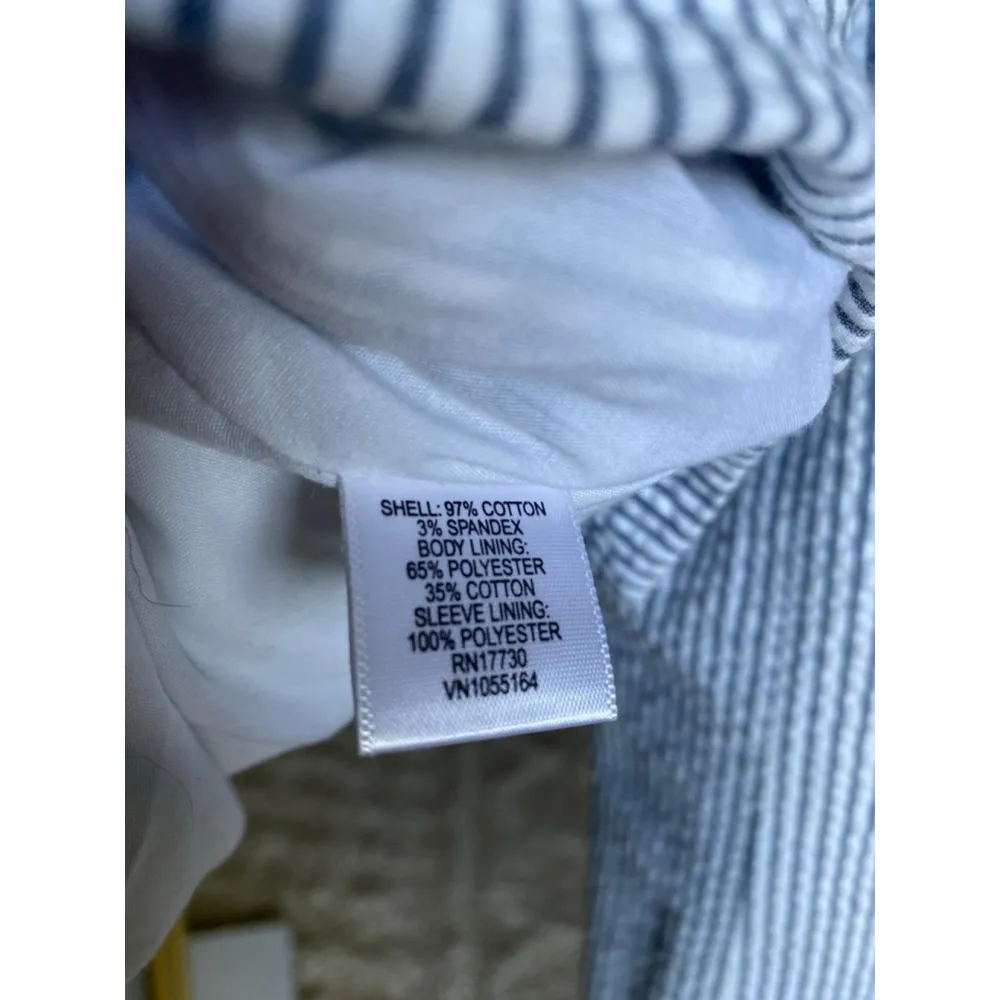 SHELL: 97% COTTON
3% SPANDEX
BODY LINING:
65% POLYESTER
35% COTTON
SLEEVE LINING:
100% POLYESTER
RN17730
VN1055164